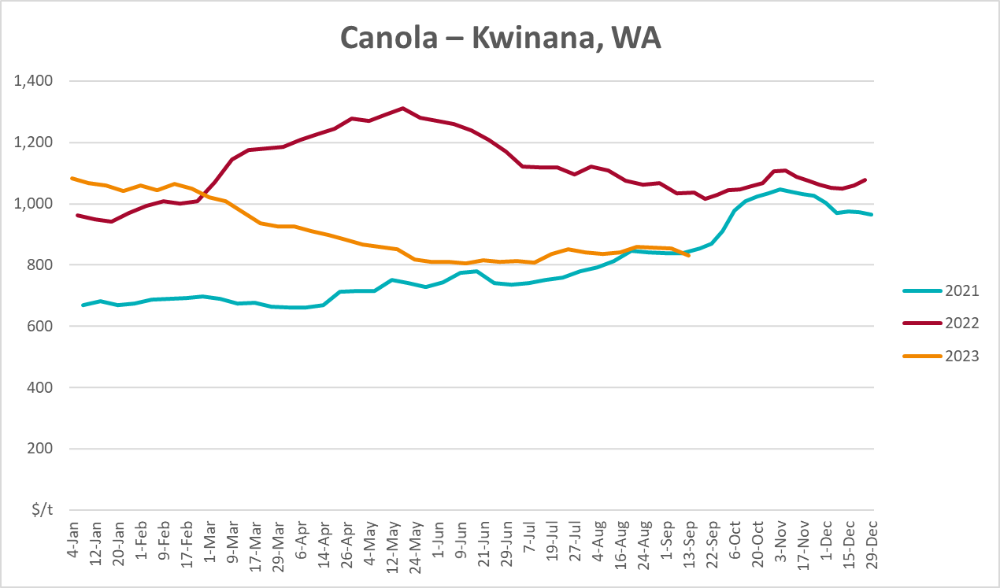 Canola – Kwinana, WA
1,400
1,200
1,000
800
600
400
200
$/t
2021
2022
2023
4-Jan
12-Jan
20-Jan
1-Feb
9-Feb
17-Feb
1-Mar
9-Mar
17-Mar
29-Mar
6-Apr
14-Apr
26-Apr
4-May
12-May
24-May
1-Jun
9-Jun
21-Jun
29-Jun
7-Jul
19-Jul
27-Jul
4-Aug
16-Aug
24-Aug
1-Sep
13-Sep
22-Sep
6-Oct
20-Oct
3-Nov
17-Nov
1-Dec
15-Dec
29-Dec